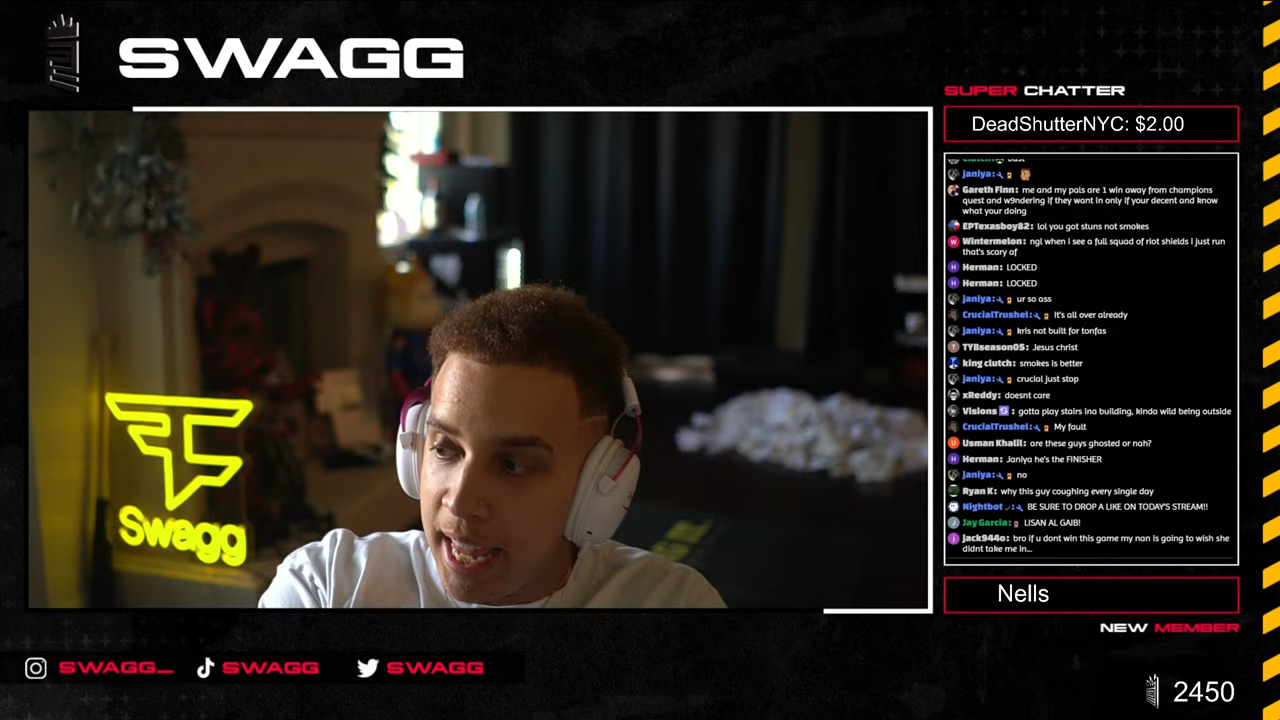 SWAGG
SUPER CHATTER
DeadShutterNYC: $2.00
Janiya:
Gareth Finn: me and my pals are 1 win away from champions
quest and w9ndering if they want in only if your decent and know
what your doing
EPTexasboy82: lol you got stuns not smokes
Wintermelon: ngl when i see a full squad of riot shields i just run
that's scary af
Herman: LOCKED
Herman: LOCKED
Janiya: ur so ass
CrucialTrushel: It's all over already
Janiya: kris not built for tonfas
TYBseason05: Jesus christ
king clutch: smokes is better
Janiya: crucial just stop
xReddy: doesnt care
Visions: gotta play stairs ina building, kinda wild being outside
CrucialTrushel: My fault
Usman Khalil: are these guys ghosted or nah?
Herman: Janiya he's the FINISHER
Janiya: no
Ryan K: why this guy coughing every single day
Nightbot: BE SURE TO DROP A LIKE ON TODAY'S STREAM!!
Jay Garcia: LISAN AL GAIB!
Jack944o: bro if u dont win this game my nan is going to wish she
didnt take me in...
Swagg
Nells
NEW MEMBER
SWAGG_
SWAGG
SWAGG
2450